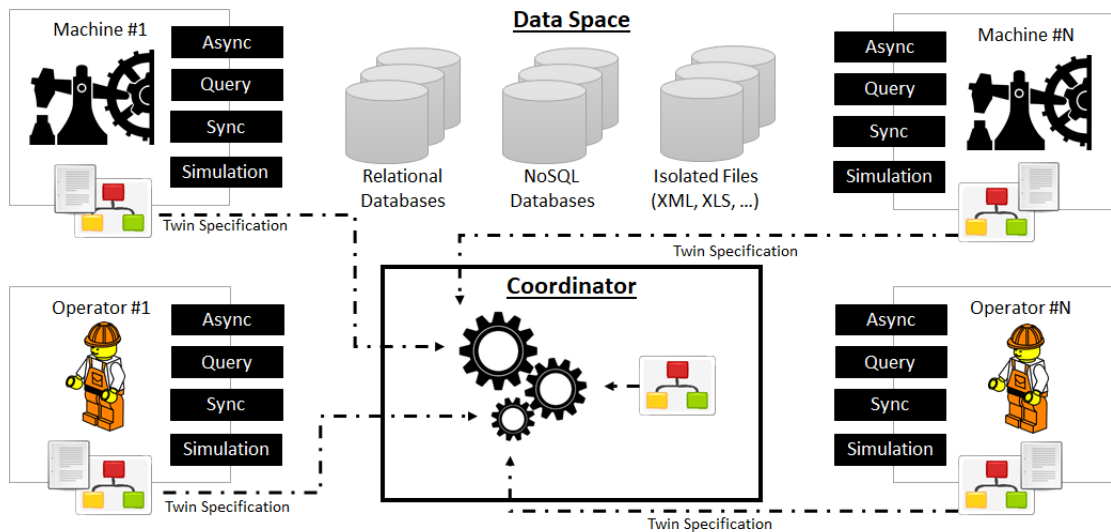 Data Space
Machine #1
Async
Query
Sync
Simulation
Relational
Databases
NoSQL
Databases
Isolated Files
(XML, XLS, ...)
Async
Query
Sync
Simulation
Machine #N
Twin Specification
Twin Specification
Coordinator
Operator #1
Async
Query
Sync
Simulation
Async
Query
Sync
Simulation
Operator #N
Twin Specification
Twin Specification